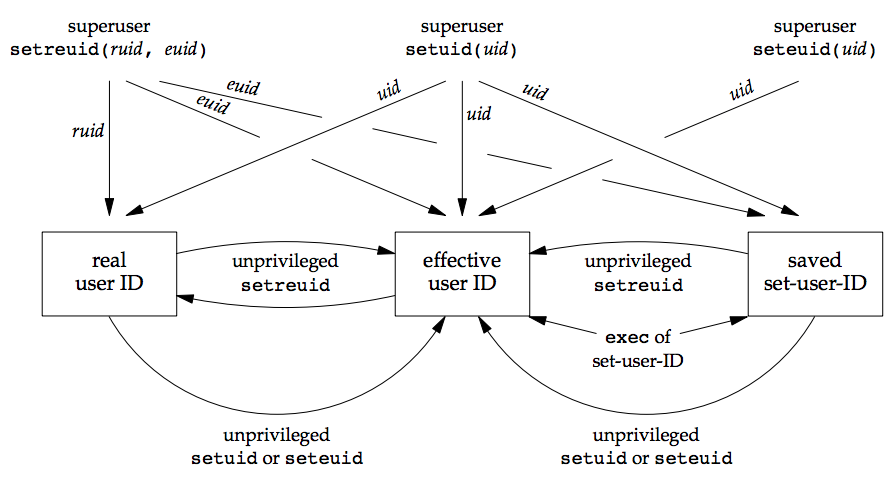 superuser
setreuid(ruid, euid)
superuser
setuid(uid)
superuser
seteuid(uid)
ruid
euid
euid
uid
uid
uid
uid
real
user ID
unprivileged
setreuid
effective
user ID
unprivileged
setreuid
saved
set-user-ID
exec of
set-user-ID
unprivileged
setuid or seteuid
unprivileged
setuid or seteuid